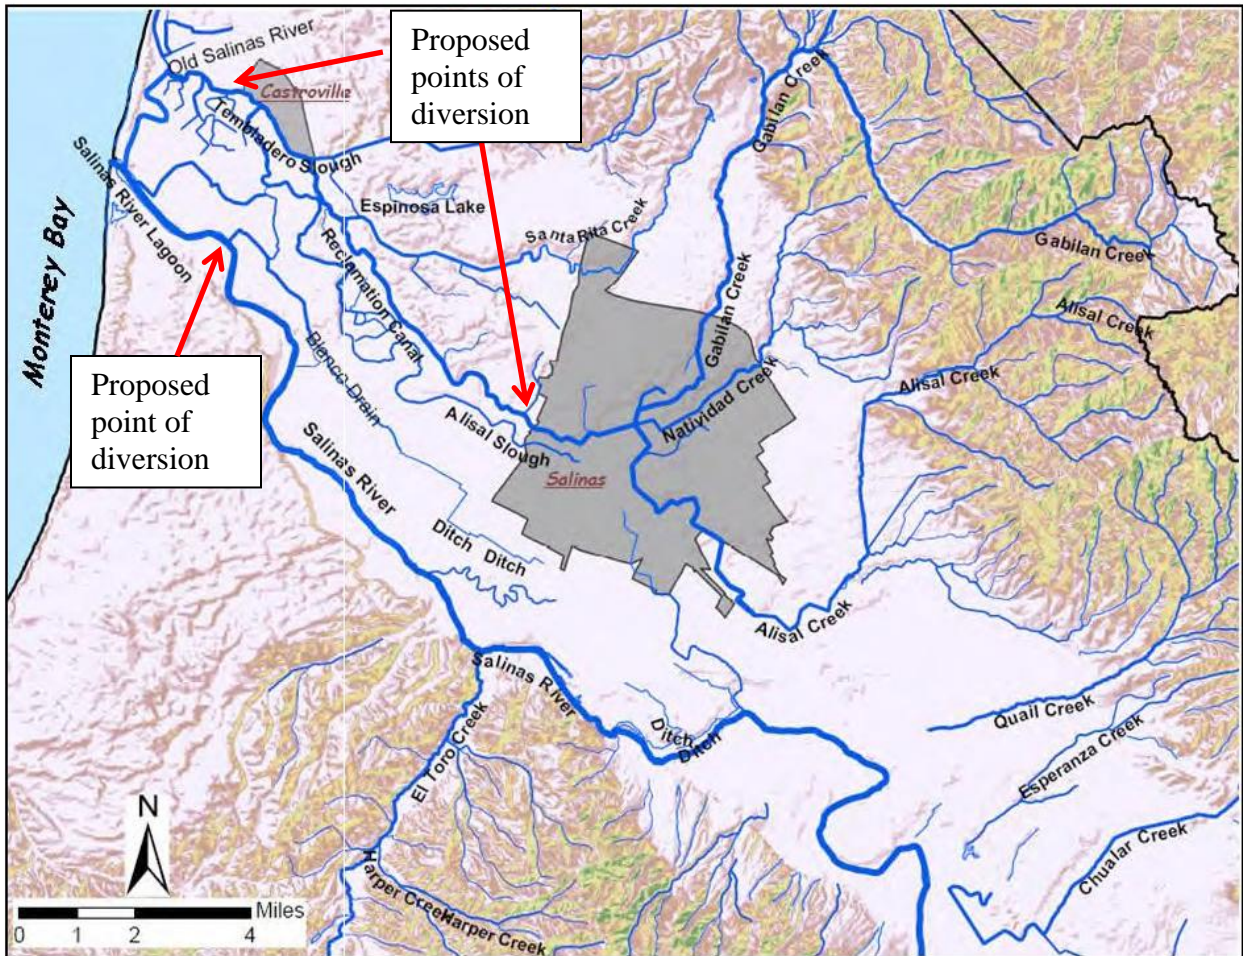 Old Salinas River
Castroville
Proposed
points of
diversion
Tembladero Slough
Salinas River Lagoon
Monterey Bay
Espinosa Lake
Santa Rita Creek
Gabilan Creek
Gabilan Creek
Gabilan Creek
Reclamation Canal
Alisal Creek
Alisal Creek
Natividad Creek
Blanco Drain
Proposed
point of
diversion
Alisal Slough
Salinas
Salinas River
Ditch Ditch
Alisal Creek
Salinas River
Ditch
Ditch
Quail Creek
Esperanza Creek
El Toro Creek
Chualar Creek
Harper Creek
Harper Creek
N
Miles
0 1 2 4